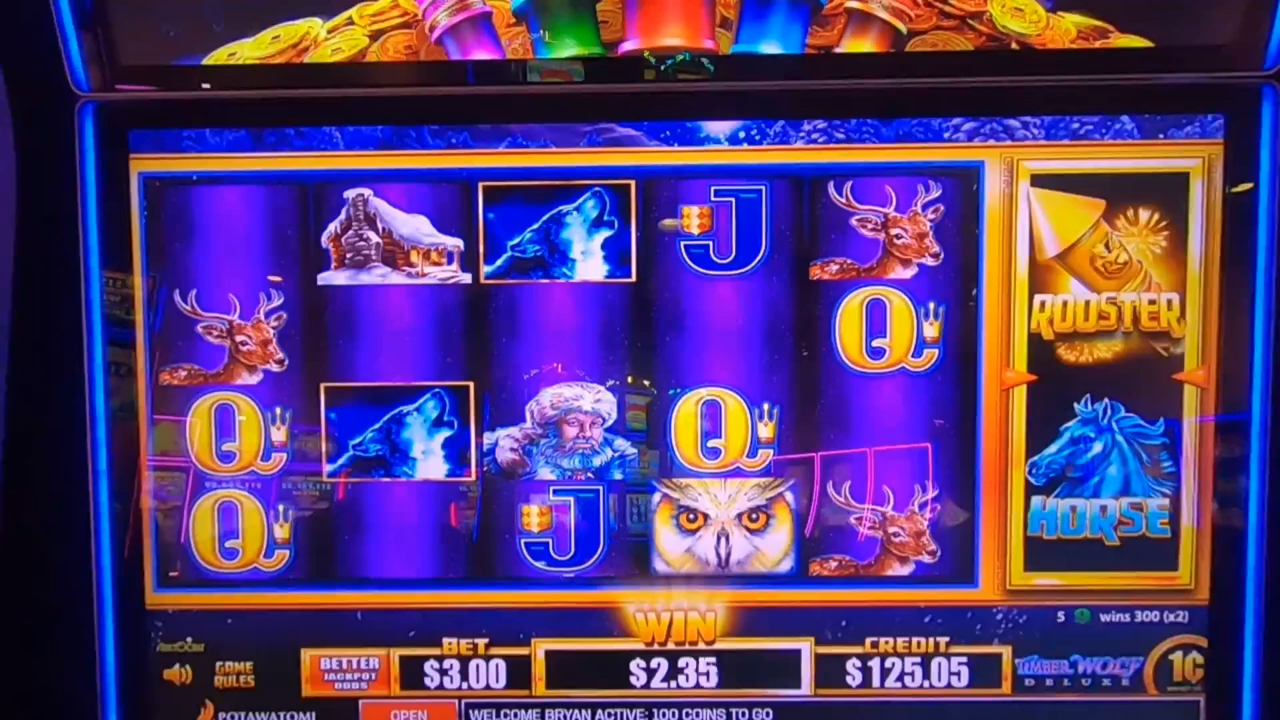 J
Q
Q
Q
Q
J
ROOSTER
HORSE
5 wins 300 (x2)
WIN
BET
CREDIT
GAME RULES
BETTER
JACKPOT
ODDS
$3.00
$2.35
$125.05
TIMBER WOLF
DELUXE
1¢
POTAWATOMI
OPEN
WELCOME BRYAN ACTIVE: 100 COINS TO GO